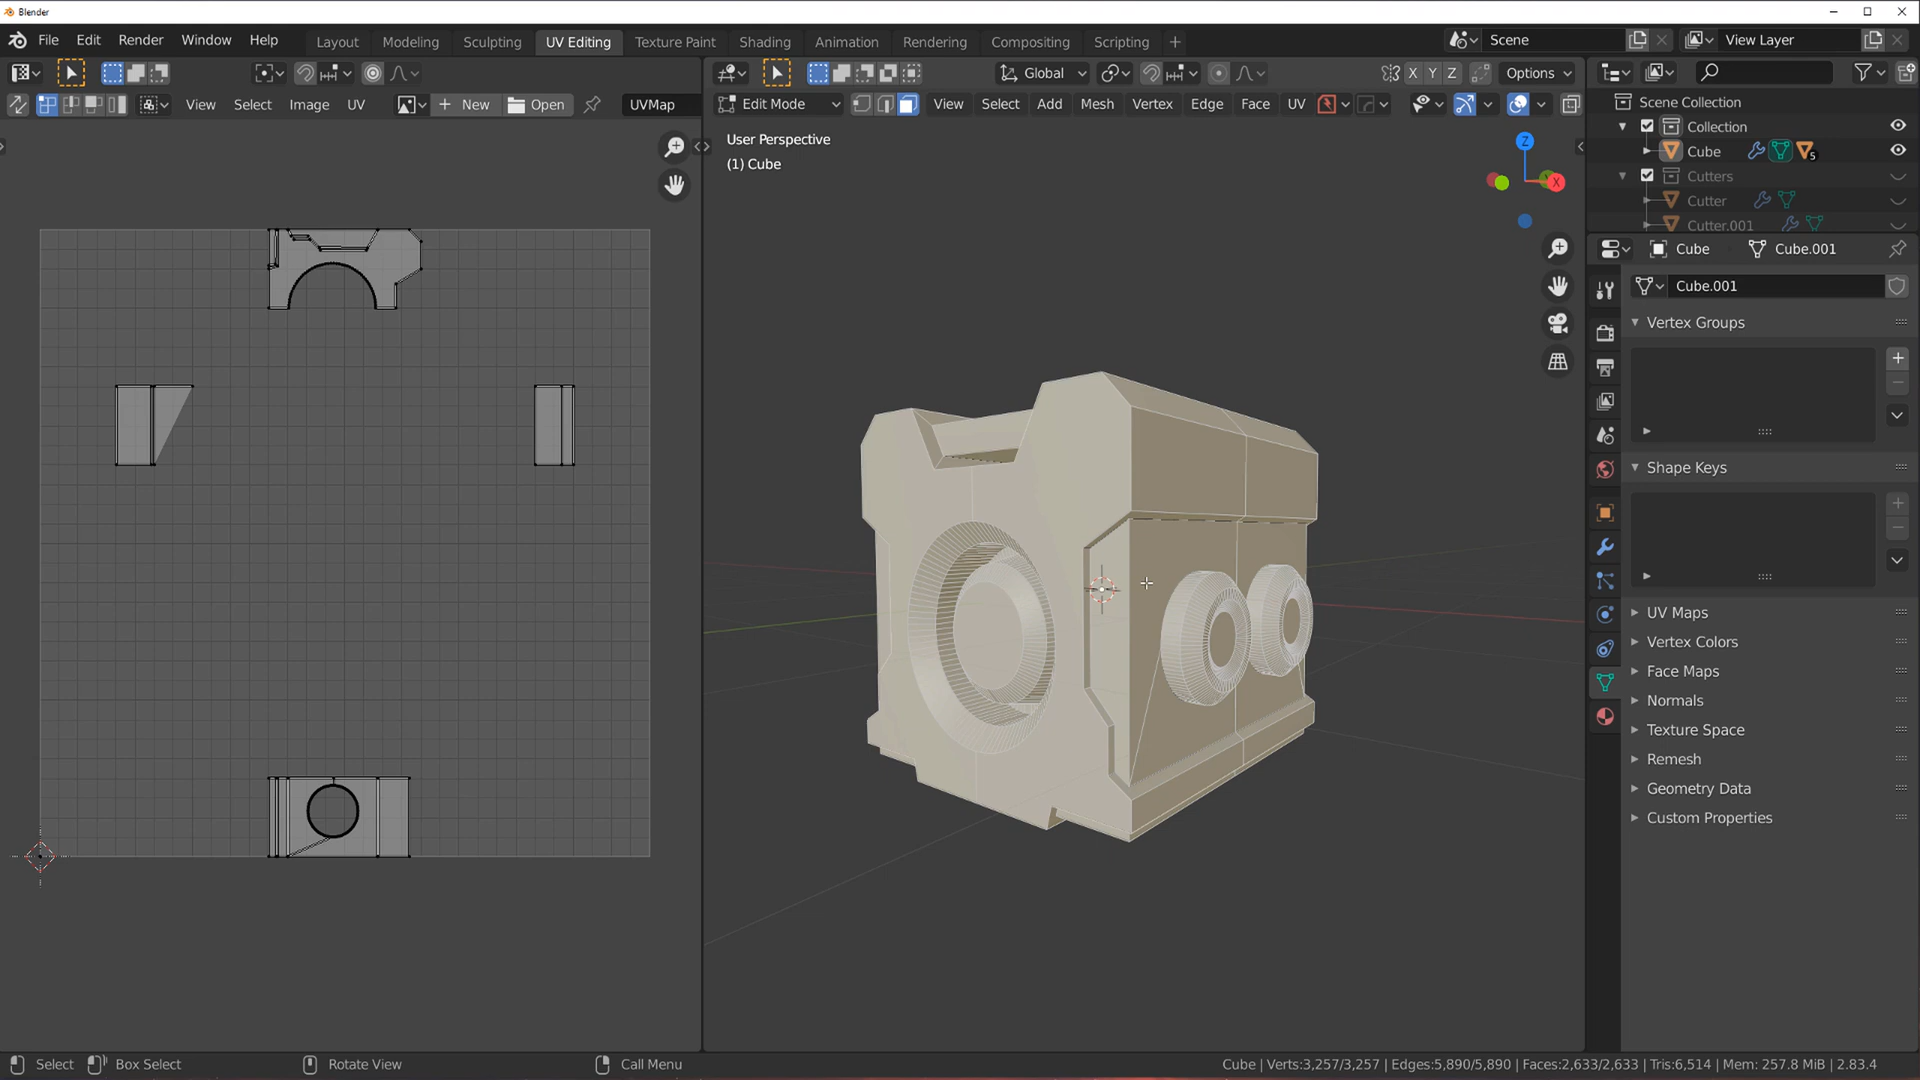 Blender
File Edit Render Window Help Layout Modeling Sculpting UV Editing Texture Paint Shading Animation Rendering Compositing Scripting + Scene View Layer
Global X Y Z Options
View Select Image UV + New Open UVMap
Edit Mode View Select Add Mesh Vertex Edge Face UV
User Perspective
(1) Cube
Z
X
Scene Collection
Collection
Cube 5
Cutters
Cutter
Cutter.001
Cube Cube.001
Cube.001
Vertex Groups
Shape Keys
UV Maps
Vertex Colors
Face Maps
Normals
Texture Space
Remesh
Geometry Data
Custom Properties
Select Box Select Rotate View Call Menu
Cube | Verts:3,257/3,257 | Edges:5,890/5,890 | Faces:2,633/2,633 | Tris:6,514 | Mem: 257.8 MiB | 2.83.4